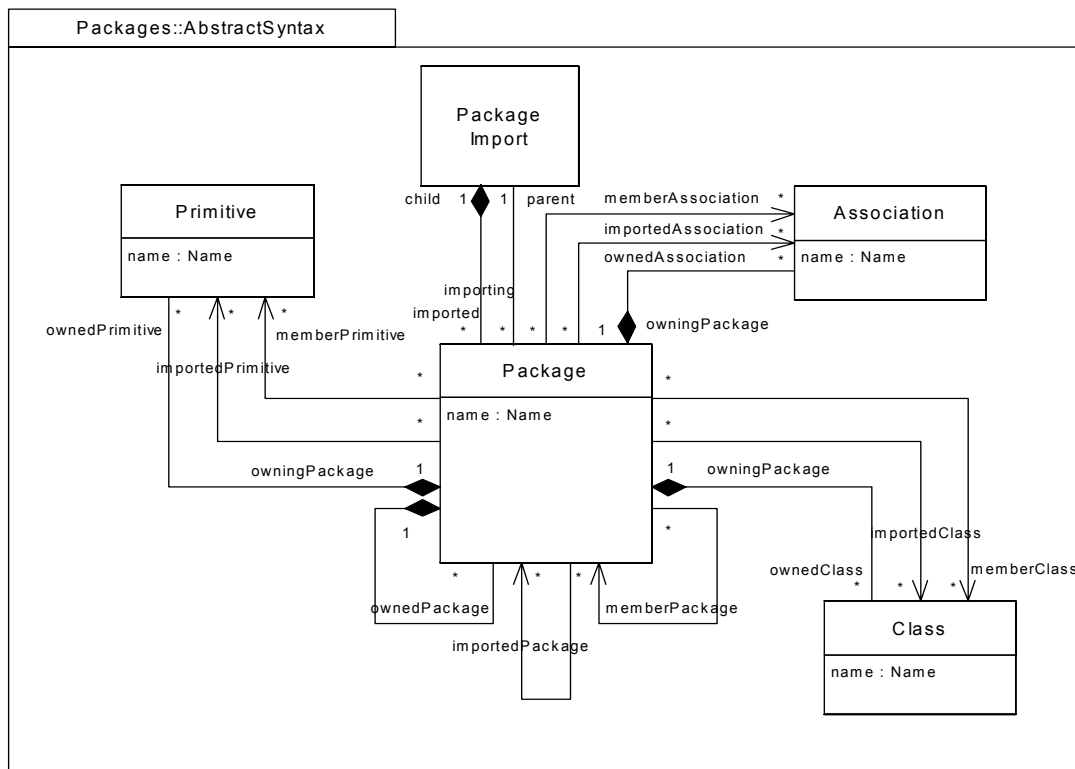 Packages::AbstractSyntax
Package
Import
child 1 1 parent
Primitive
name : Name
memberAssociation *
importedAssociation *
ownedAssociation *
Association
name : Name
importing
imported
* * * * 1 owningPackage
ownedPrimitive * * * memberPrimitive
importedPrimitive
Package
name : Name
* *
* *
owningPackage 1 1 owningPackage
1 *
* * *
ownedPackage memberPackage
importedPackage
importedClass
ownedClass memberClass
* * *
Class
name : Name